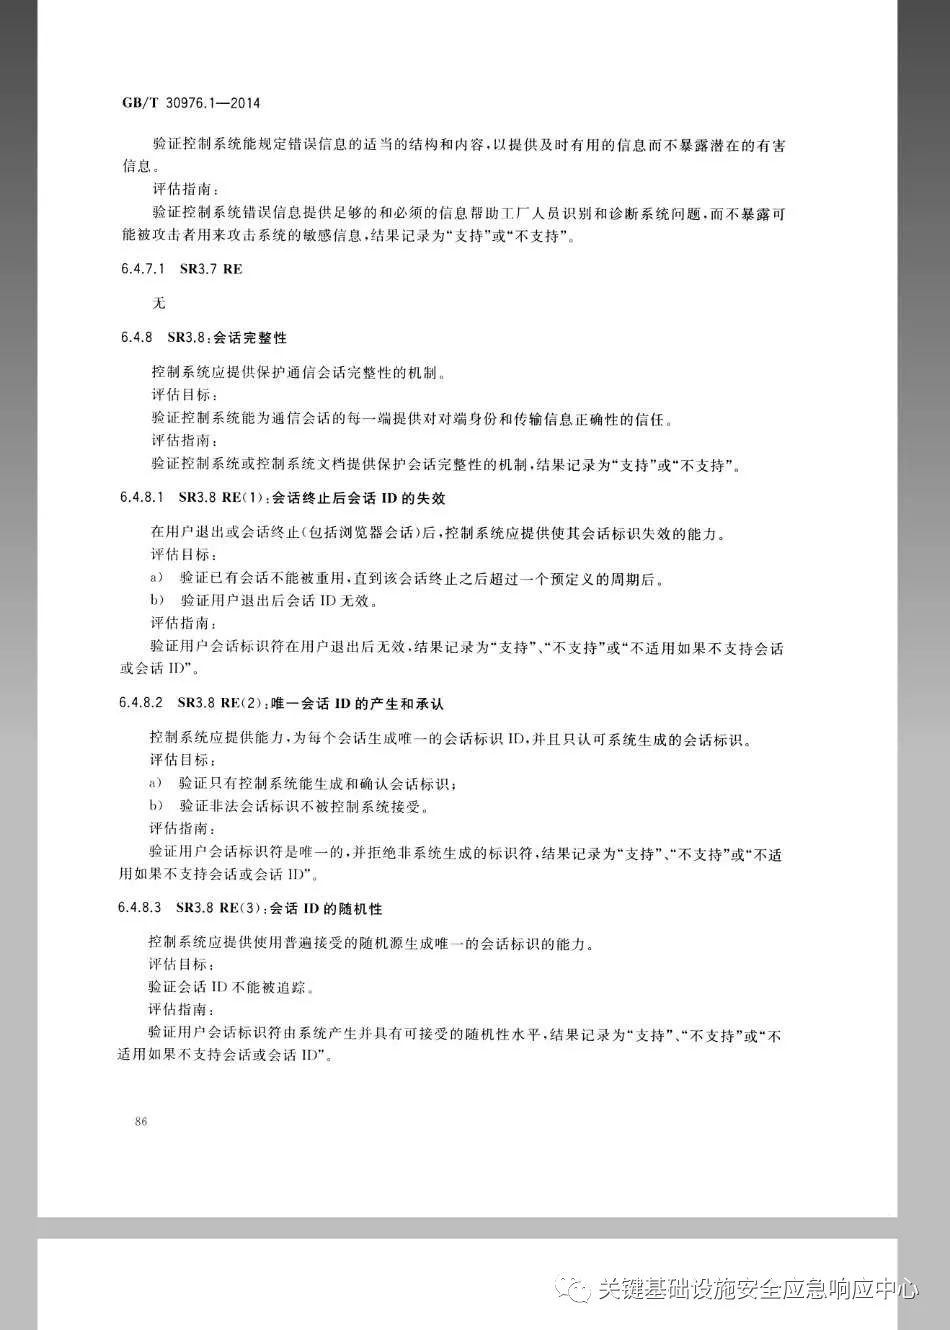 GB/T 30976.1—2014
验证控制系统能规定错误信息的适当的结构和内容,以提供及时有用的信息而不暴露潜在的有害
信息。
评估指南:
验证控制系统错误信息提供足够的和必须的信息帮助工厂人员识别和诊断系统问题,而不暴露可
能被攻击者用来攻击系统的敏感信息,结果记录为“支持”或“不支持”。
6.4.7.1 SR3.7 RE
无
6.4.8 SR3.8:会话完整性
控制系统应提供保护通信会话完整性的机制。
评估目标:
验证控制系统能为通信会话的每一端提供对对端身份和传输信息正确性的信任。
评估指南:
验证控制系统或控制系统文档提供保护会话完整性的机制,结果记录为“支持”或“不支持”。
6.4.8.1 SR3.8 RE(1):会话终止后会话 ID 的失效
在用户退出或会话终止(包括浏览器会话)后,控制系统应提供使其会话标识失效的能力。
评估目标:
a) 验证已有会话不能被重用,直到该会话终止之后超过一个预定义的周期后。
b) 验证用户退出后会话 ID 无效。
评估指南:
验证用户会话标识符在用户退出后无效,结果记录为“支持”、“不支持”或“不适用如果不支持会话
或会话 ID”。
6.4.8.2 SR3.8 RE(2):唯一会话 ID 的产生和承认
控制系统应提供能力,为每个会话生成唯一的会话标识 ID,并且只认可系统生成的会话标识。
评估目标:
a) 验证只有控制系统能生成和确认会话标识;
b) 验证非法会话标识不被控制系统接受。
评估指南:
验证用户会话标识符是唯一的,并拒绝非系统生成的标识符,结果记录为“支持”、“不支持”或“不适
用如果不支持会话或会话 ID”。
6.4.8.3 SR3.8 RE(3):会话 ID 的随机性
控制系统应提供使用普遍接受的随机源生成唯一的会话标识的能力。
评估目标:
验证会话 ID 不能被追踪。
评估指南:
验证用户会话标识符由系统产生并具有可接受的随机性水平,结果记录为“支持”、“不支持”或“不
适用如果不支持会话或会话 ID”。
86
关键基础设施安全应急响应中心